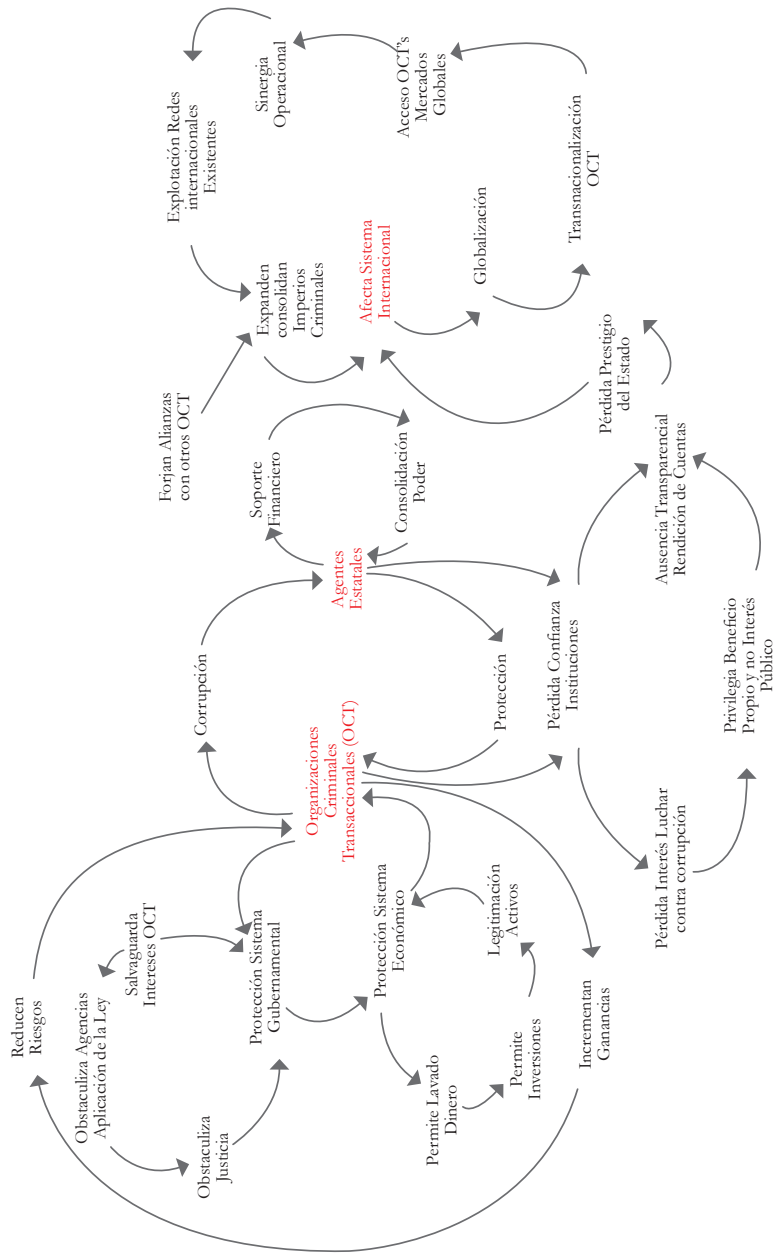 Reducen
Riesgos
Obstaculiza Agencias
Aplicación de la Ley
Salvaguarda
Intereses OCT
Obstaculiza
Justicia
Protección Sistema
Gubernamental
Protección Sistema
Económico
Permite Lavado
Dinero
Permite
Inversiones
Legitimación
Activos
Incrementan
Ganancias
Corrupción
Organizaciones
Criminales
Transaccionales (OCT)
Agentes
Estatales
Protección
Soporte
Financiero
Consolidación
Poder
Pérdida Confianza
Instituciones
Pérdida Interés Luchar
contra corrupción
Privilegia Beneficio
Propio y no Interés
Público
Ausencia Transparencial
Rendición de Cuentas
Pérdida Prestigio
del Estado
Forjan Alianzas
con otros OCT
Expanden
consolidan
Imperios
Criminales
Explotación Redes
internacionales
Existentes
Sinergia
Operacional
Acceso OCT's
Mercados
Globales
Afecta Sistema
Internacional
Globalización
Transnacionalización
OCT